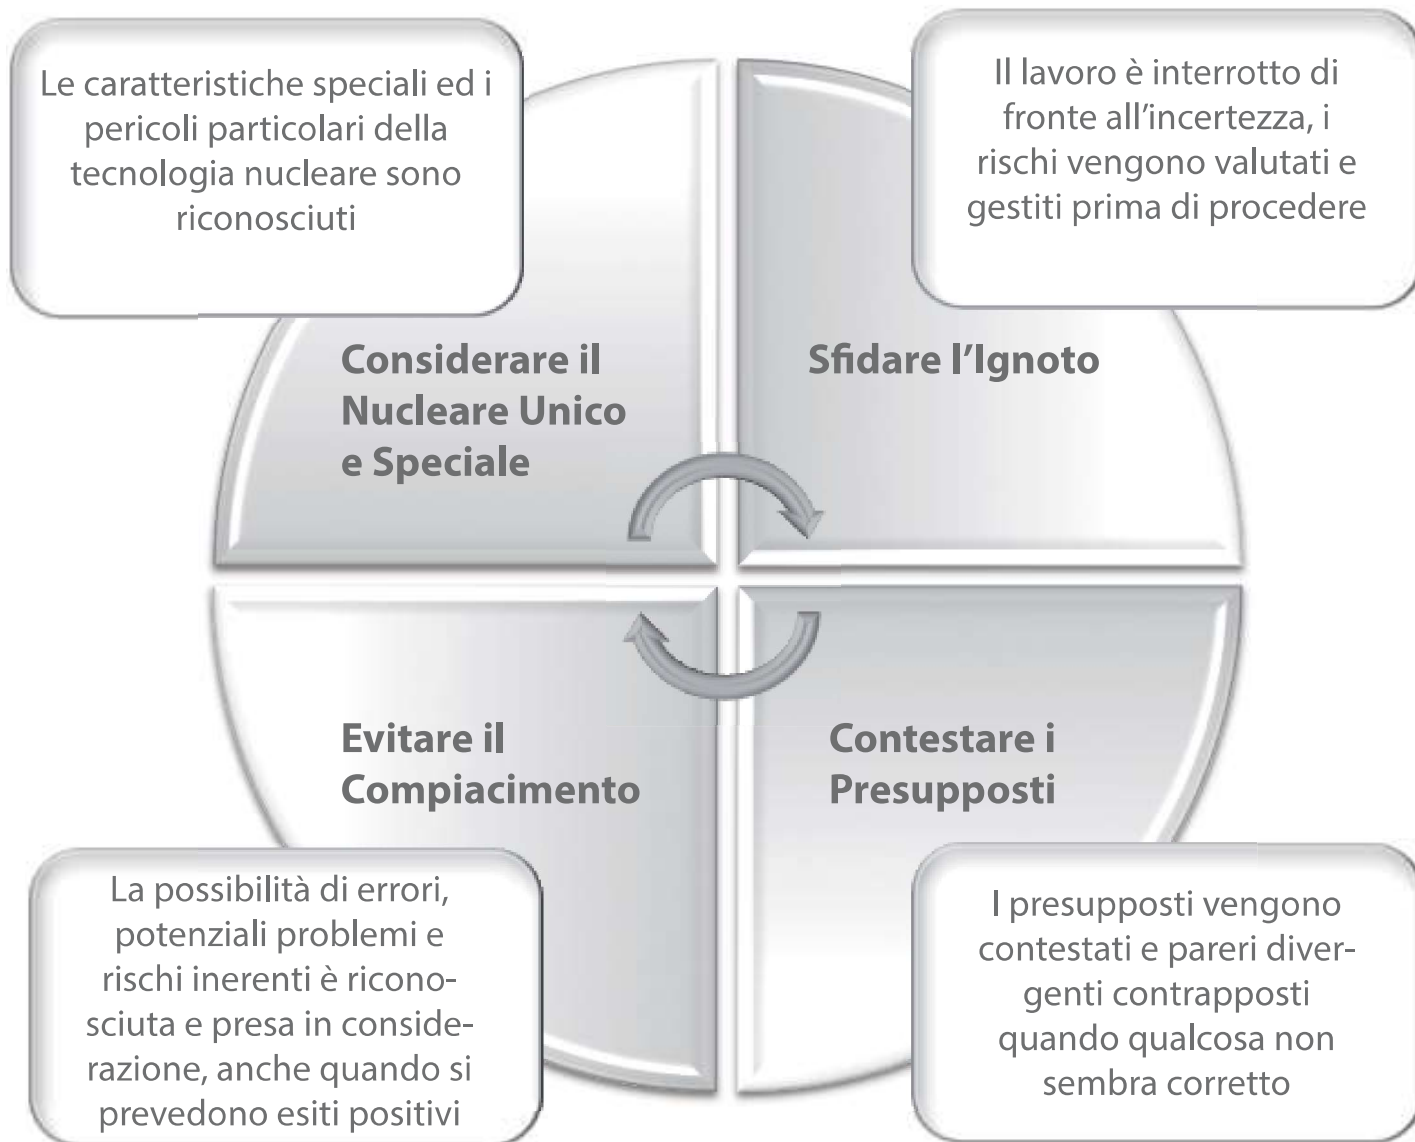 Le caratteristiche speciali ed i
pericoli particolari della
tecnologia nucleare sono
riconosciuti
Il lavoro è interrotto di
fronte all'incertezza, i
rischi vengono valutati e
gestiti prima di procedere
Considerare il
Nucleare Unico
e Speciale
Sfidare l'Ignoto
Evitare il
Compiacimento
Contestare i
Presupposti
La possibilità di errori,
potenziali problemi e
rischi inerenti è ricono-
sciuta e presa in conside-
razione, anche quando si
prevedono esiti positivi
I presupposti vengono
contestati e pareri diver-
genti contrapposti
quando qualcosa non
sembra corretto